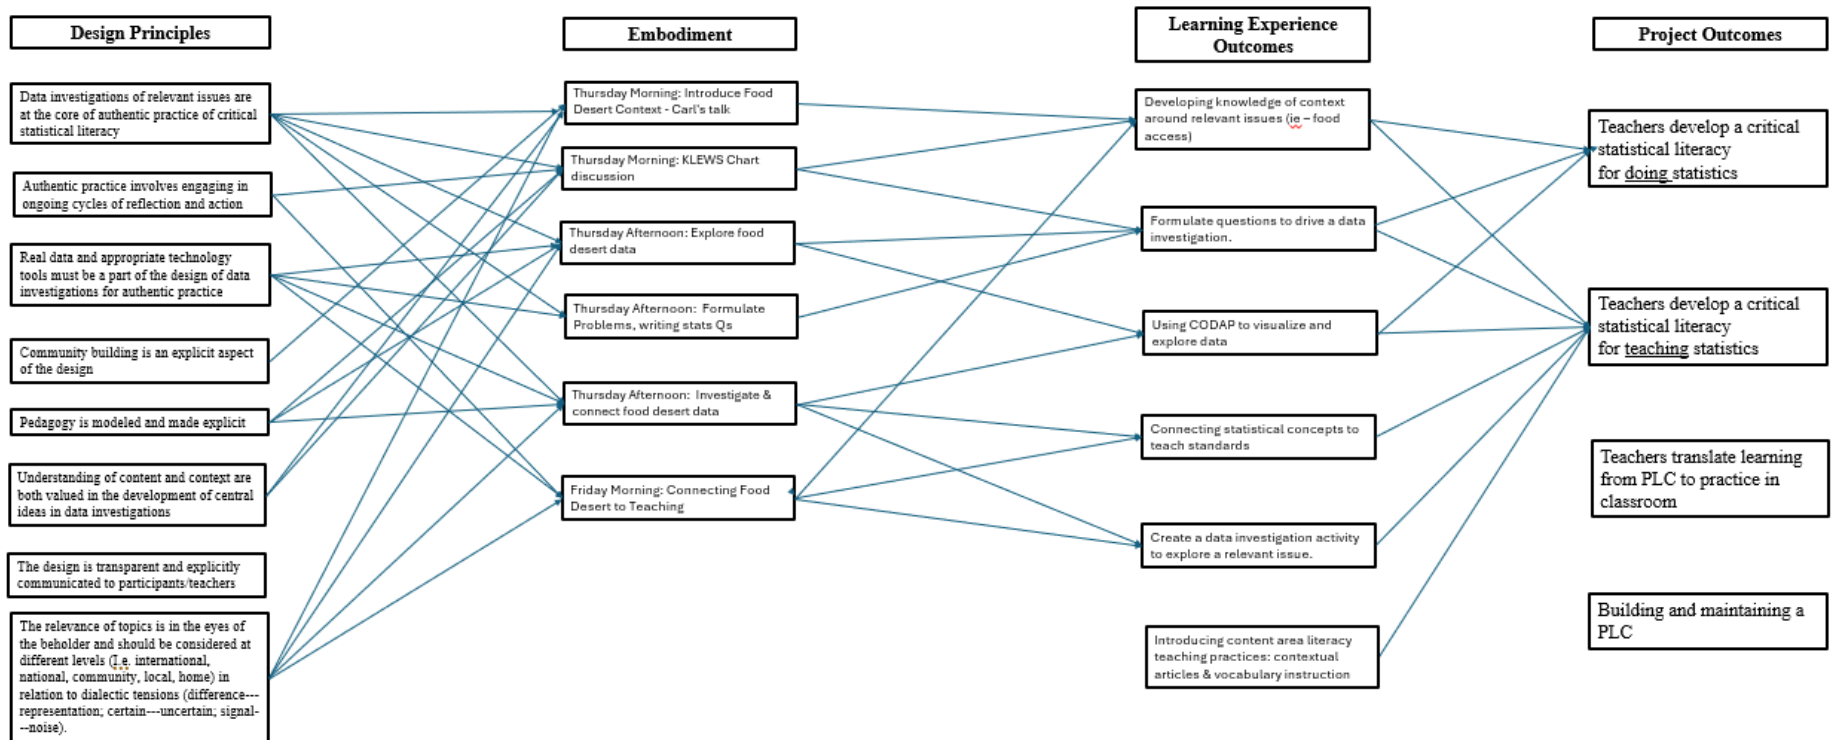 Design Principles
Data investigations of relevant issues are
at the core of authentic practice of critical
statistical literacy
Authentic practice involves engaging in
ongoing cycles of reflection and action
Real data and appropriate technology
tools must be a part of the design of data
investigations for authentic practice
Community building is an explicit aspect
of the design
Pedagogy is modeled and made explicit
Understanding of content and context are
both valued in the development of central
ideas in data investigations
The design is transparent and explicitly
communicated to participants/teachers
The relevance of topics is in the eyes of
the beholder and should be considered at
different levels (I.e. international,
national, community, local, home) in
relation to dialectic tensions (difference---
representation; certain---uncertain; signal-
--noise).
Embodiment
Thursday Morning: Introduce Food
Desert Context - Carl's talk
Thursday Morning: KLEWS Chart
discussion
Thursday Afternoon: Explore food
desert data
Thursday Afternoon: Formulate
Problems, writing stats Qs
Thursday Afternoon: Investigate &
connect food desert data
Friday Morning: Connecting Food
Desert to Teaching
Learning Experience
Outcomes
Developing knowledge of context
around relevant issues (ie – food
access)
Formulate questions to drive a data
investigation.
Using CODAP to visualize and
explore data
Connecting statistical concepts to
teach standards
Create a data investigation activity
to explore a relevant issue.
Introducing content area literacy
teaching practices: contextual
articles & vocabulary instruction
Project Outcomes
Teachers develop a critical
statistical literacy
for doing statistics
Teachers develop a critical
statistical literacy
for teaching statistics
Teachers translate learning
from PLC to practice in
classroom
Building and maintaining a
PLC